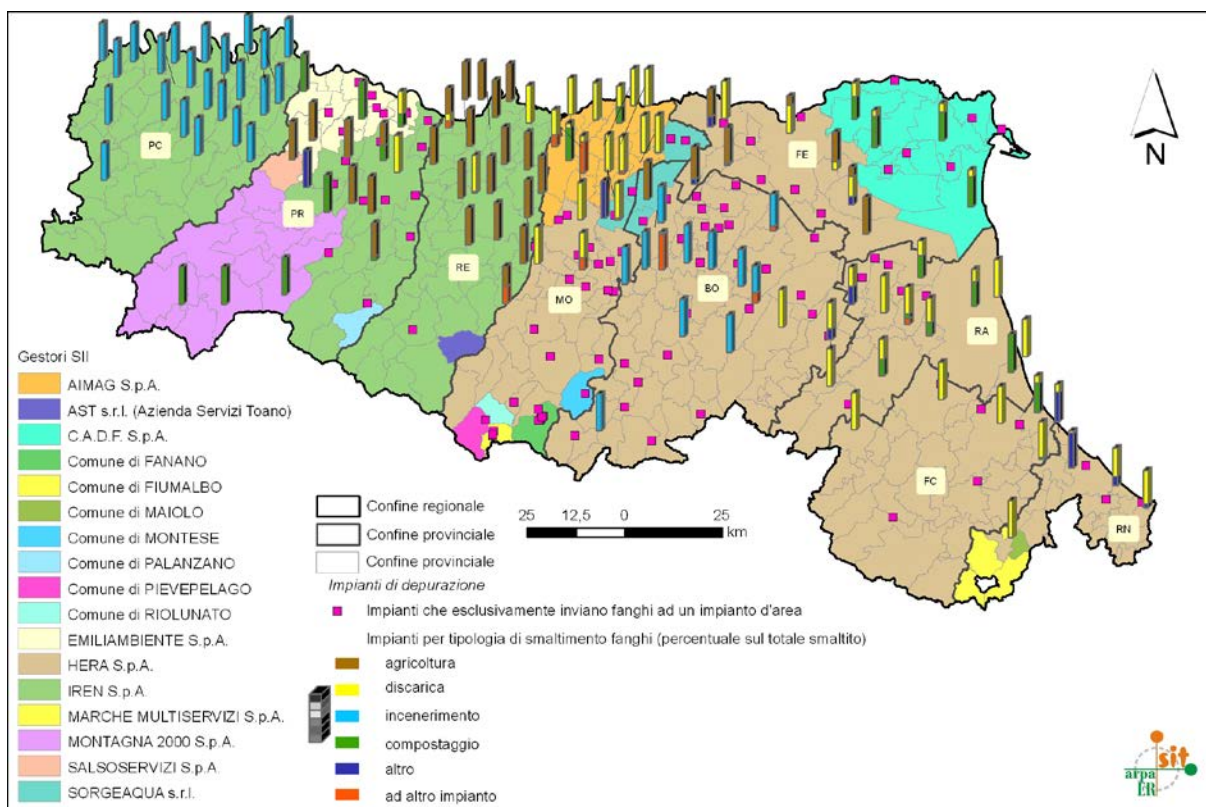 N
PC
PR
RE
MO
BO
FE
RA
FC
RN
Gestori SII
AIMAG S.p.A.
AST s.r.l. (Azienda Servizi Toano)
C.A.D.F. S.p.A.
Comune di FANANO
Comune di FIUMALBO
Comune di MAIOLO
Comune di MONTESE
Comune di PALANZANO
Comune di PIEVEPELAGO
Comune di RIOLUNATO
EMILIAMBIENTE S.p.A.
HERA S.p.A.
IREN S.p.A.
MARCHE MULTISERVIZI S.p.A.
MONTAGNA 2000 S.p.A.
SALSOSERVIZI S.p.A.
SORGEAQUA s.r.l.
Confine regionale
Confine provinciale
Confine provinciale
25 12,5 0 25
km
Impianti di depurazione
Impianti che esclusivamente inviano fanghi ad un impianto d'area
Impianti per tipologia di smaltimento fanghi (percentuale sul totale smaltito)
agricoltura
discarica
incenerimento
compostaggio
altro
ad altro impianto
sit
arpa
ER